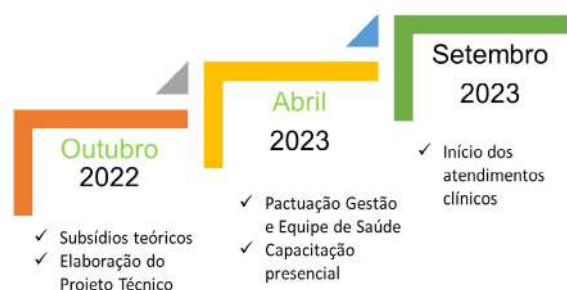 Outubro
2022
✓ Subsídios teóricos
✓ Elaboração do
Projeto Técnico
Abril
2023
✓ Pactuação Gestão
e Equipe de Saúde
✓ Capacitação
presencial
Setembro
2023
✓ Início dos
atendimentos
clínicos